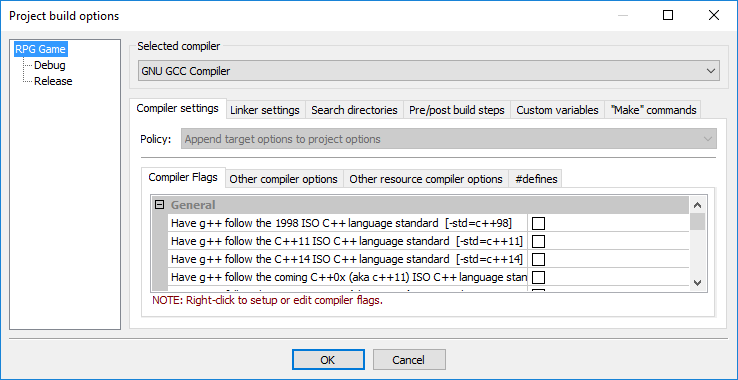 Project build options
RPG Game
Debug
Release
Selected compiler
GNU GCC Compiler
Compiler settings Linker settings Search directories Pre/post build steps Custom variables "Make" commands
Policy: Append target options to project options
Compiler Flags Other compiler options Other resource compiler options #defines
General
Have g++ follow the 1998 ISO C++ language standard [-std=c++98]
Have g++ follow the C++11 ISO C++ language standard [-std=c++11]
Have g++ follow the C++14 ISO C++ language standard [-std=c++14]
Have g++ follow the coming C++0x (aka c++11) ISO C++ language stan
NOTE: Right-click to setup or edit compiler flags.
OK Cancel